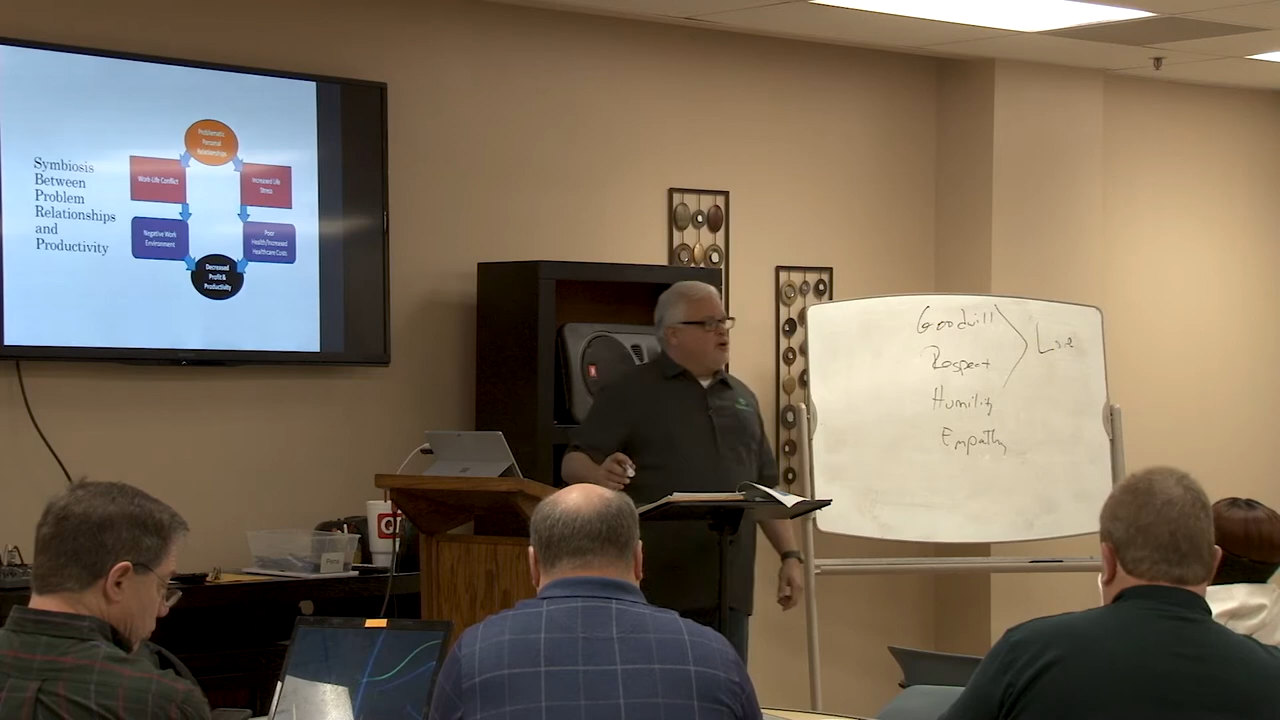 Symbiosis
Between
Problem
Relationships
and
Productivity
Problematic
Personal
Relationships
Work-Life Conflict
Increased Life
Stress
Negative Work
Environment
Poor
Health/Increased
Healthcare Costs
Decreased
Profit &
Productivity
Goodwill
Respect
Humility
Empathy